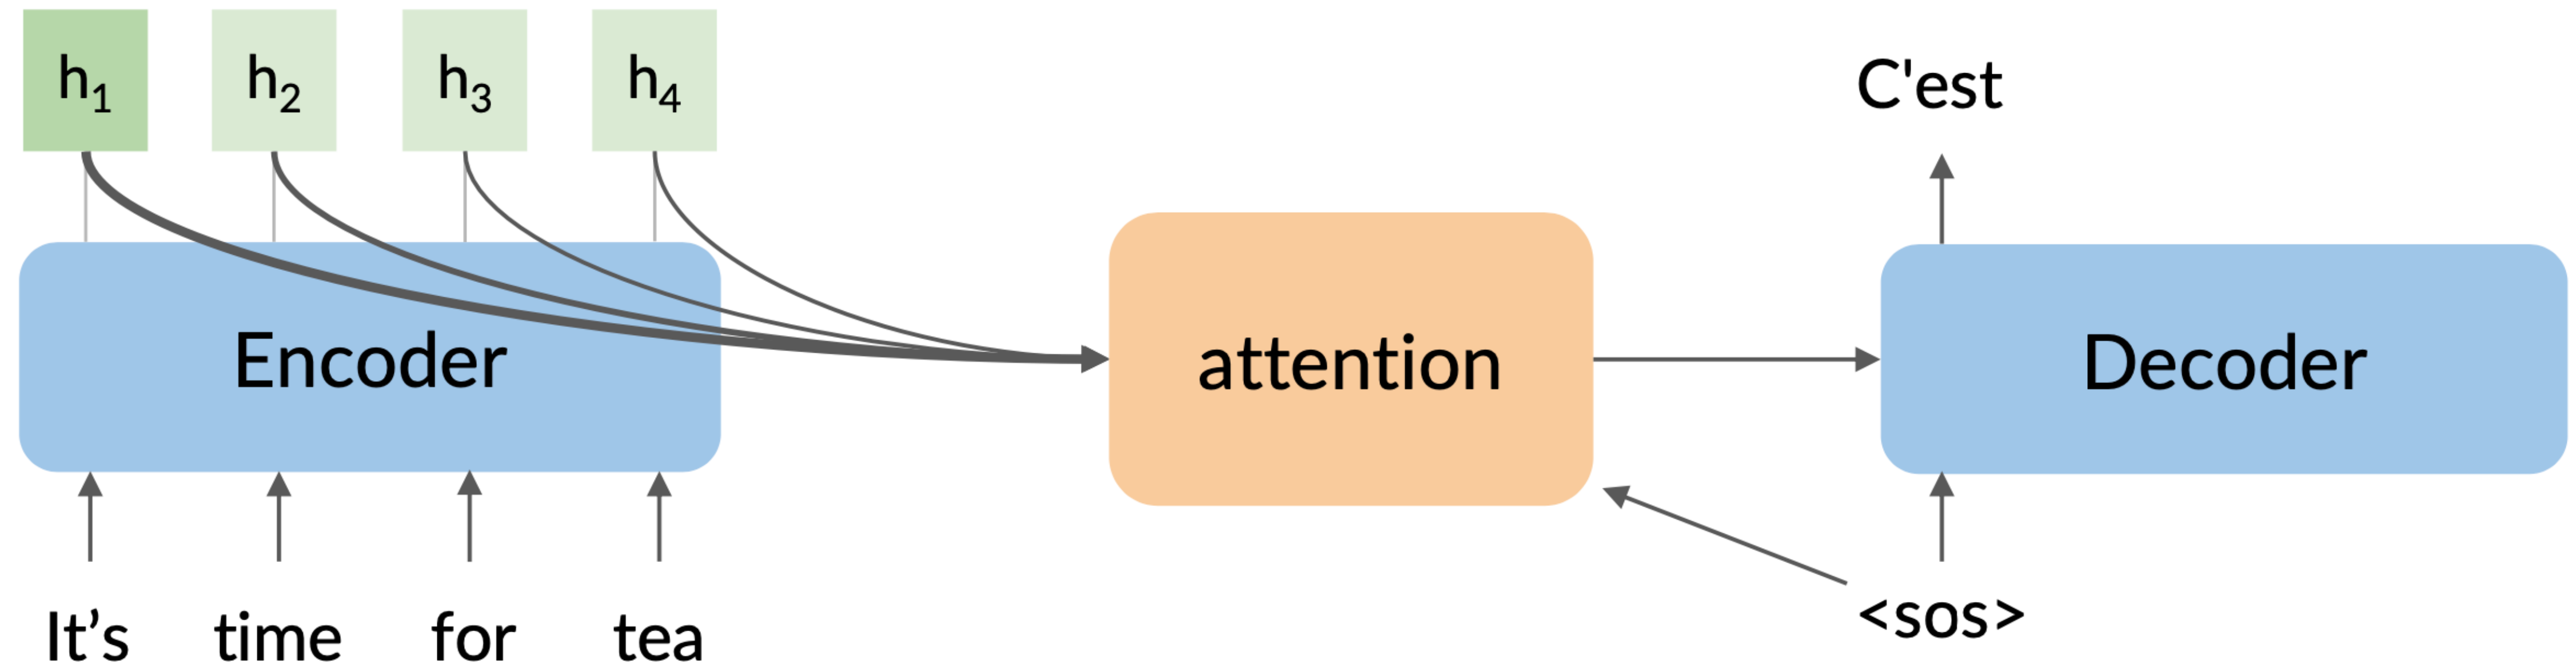 h1 h2 h3 h4
C'est
Encoder attention Decoder
It’s time for tea
<sos>